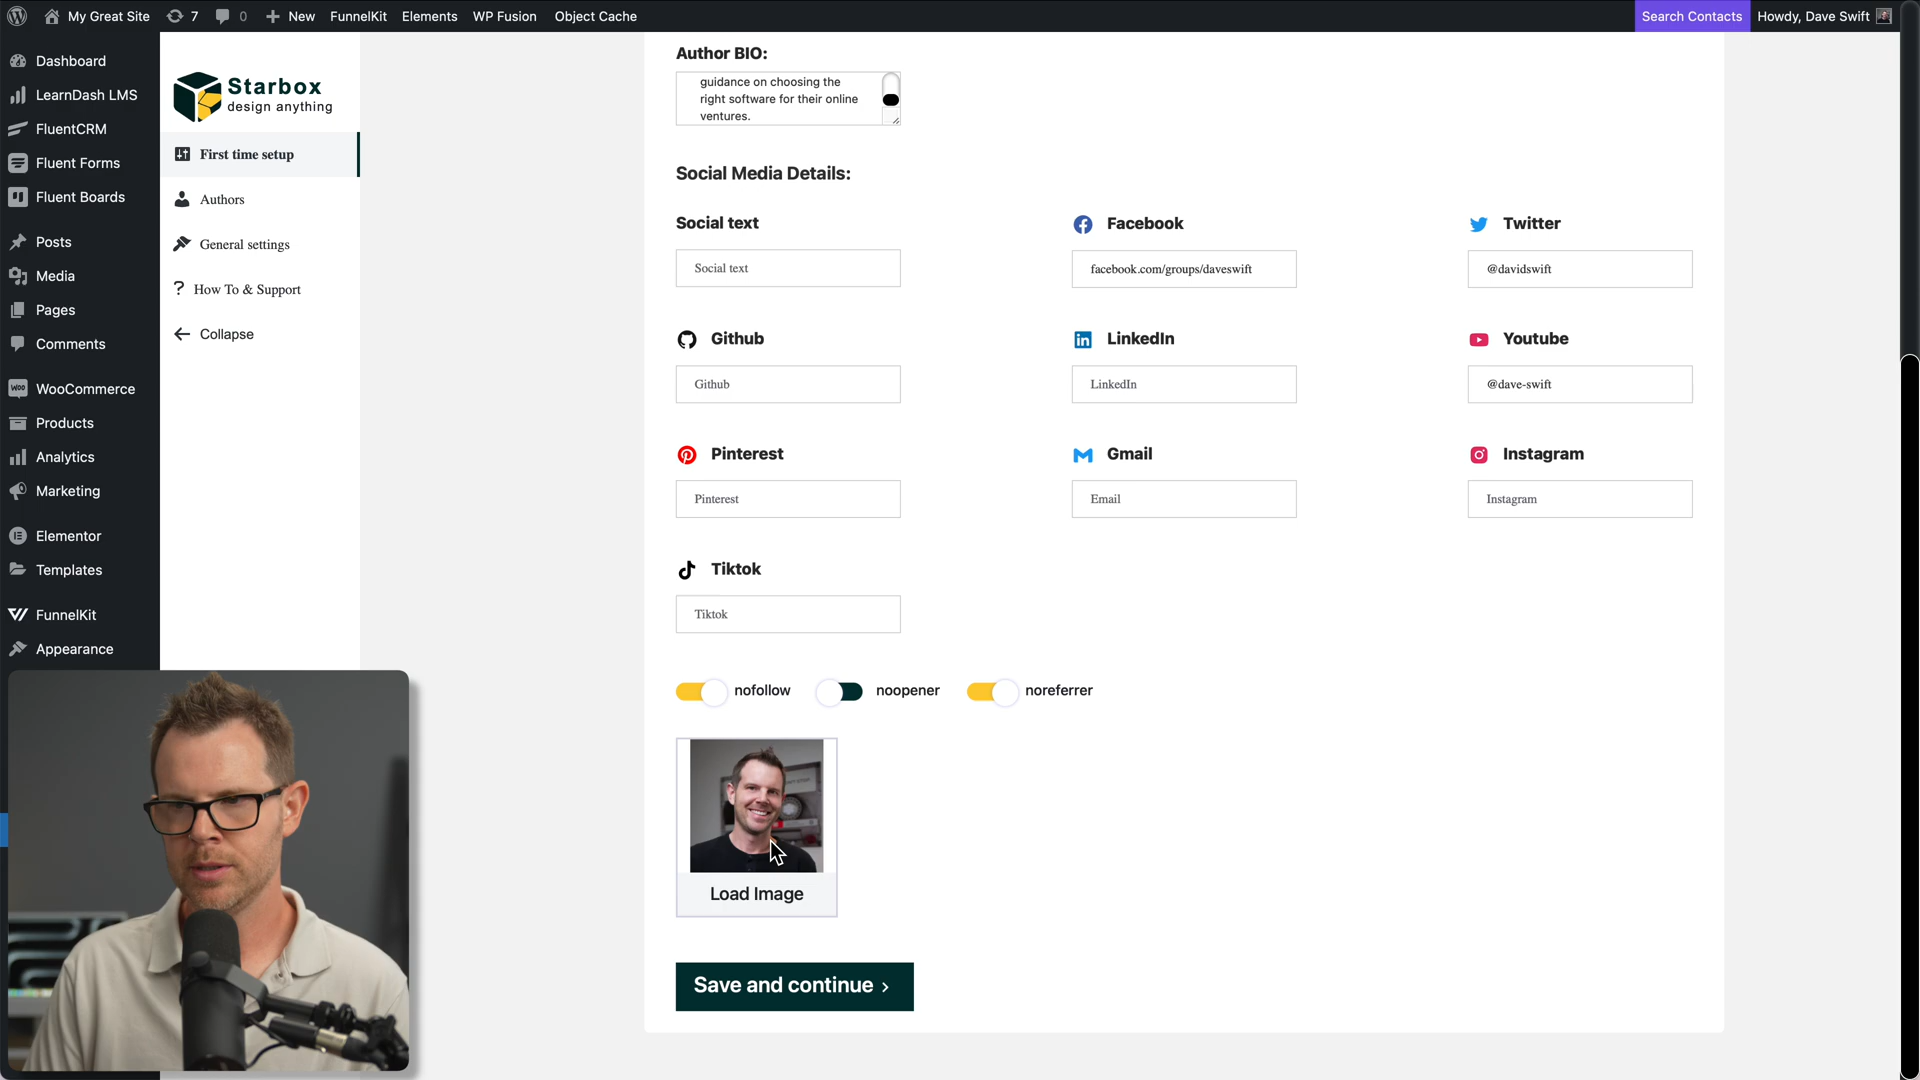 My Great Site
7
0
New
FunnelKit
Elements
WP Fusion
Object Cache
Search Contacts
Howdy, Dave Swift
Dashboard
LearnDash LMS
FluentCRM
Fluent Forms
Fluent Boards
Posts
Media
Pages
Comments
WOO WooCommerce
Products
Analytics
Marketing
Elementor
Templates
FunnelKit
Appearance
Starbox
design anything
First time setup
Authors
General settings
? How To & Support
Collapse
Author BIO:
guidance on choosing the
right software for their online
ventures.
Social Media Details:
Social text
Facebook
Twitter
Social text
facebook.com/groups/daveswift
@davidswift
Github
LinkedIn
Youtube
Github
LinkedIn
@dave-swift
Pinterest
Gmail
Instagram
Pinterest
Email
Instagram
Tiktok
Tiktok
nofollow
noopener
noreferrer
Load Image
Save and continue ›